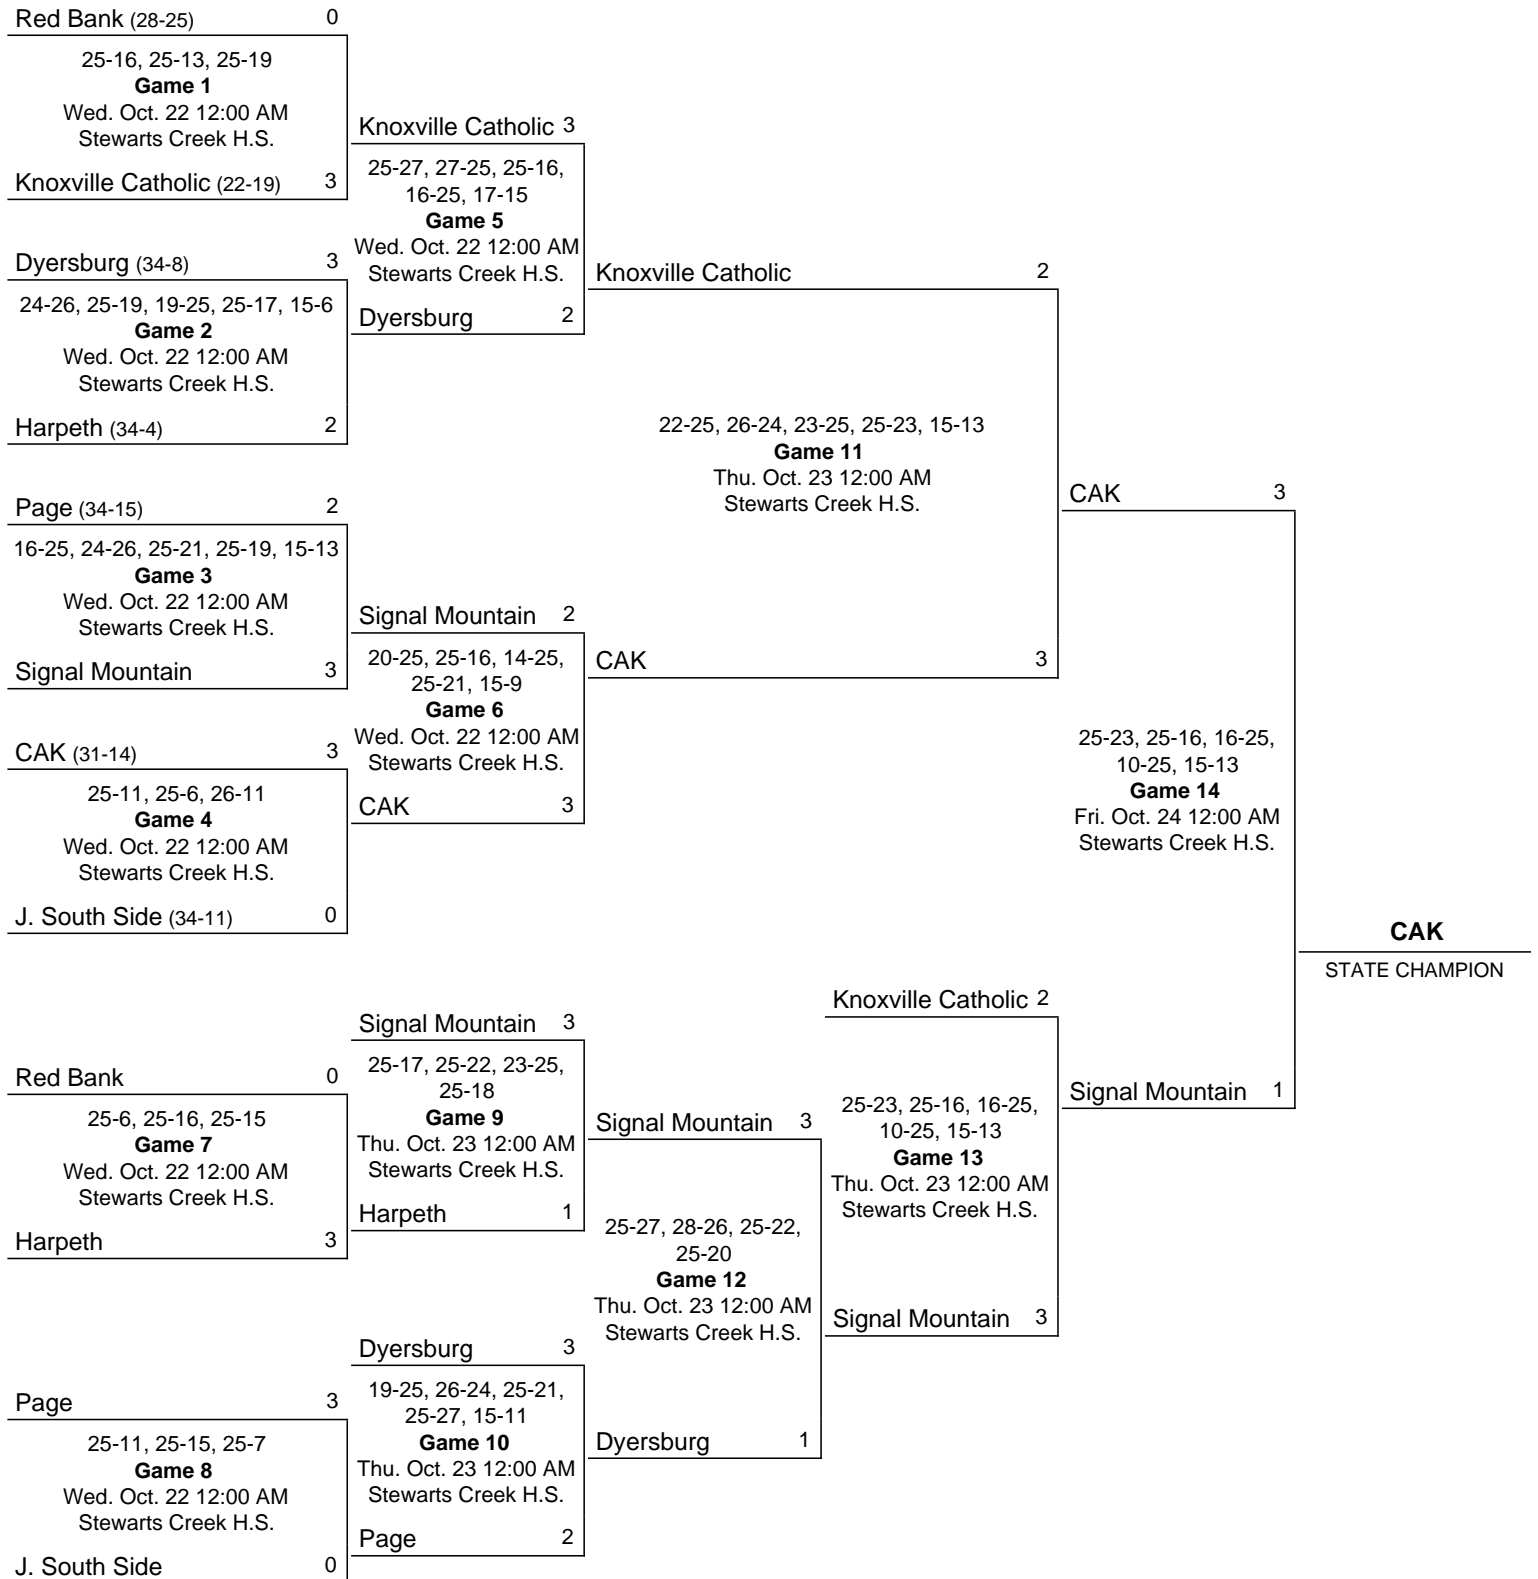 Red Bank (28-25) 0
25-16, 25-13, 25-19
Game 1
Wed. Oct. 22 12:00 AM
Stewarts Creek H.S.
Knoxville Catholic (22-19) 3
Dyersburg (34-8) 3
24-26, 25-19, 19-25, 25-17, 15-6
Game 2
Wed. Oct. 22 12:00 AM
Stewarts Creek H.S.
Harpeth (34-4) 2
Page (34-15) 2
16-25, 24-26, 25-21, 25-19, 15-13
Game 3
Wed. Oct. 22 12:00 AM
Stewarts Creek H.S.
Signal Mountain 3
CAK (31-14) 3
25-11, 25-6, 26-11
Game 4
Wed. Oct. 22 12:00 AM
Stewarts Creek H.S.
J. South Side (34-11) 0
Knoxville Catholic 3
25-27, 27-25, 25-16,
16-25, 17-15
Game 5
Wed. Oct. 22 12:00 AM
Stewarts Creek H.S.
Dyersburg 2
Signal Mountain 2
20-25, 25-16, 14-25,
25-21, 15-9
Game 6
Wed. Oct. 22 12:00 AM
Stewarts Creek H.S.
CAK 3
Knoxville Catholic 2
22-25, 26-24, 23-25, 25-23, 15-13
Game 11
Thu. Oct. 23 12:00 AM
Stewarts Creek H.S.
CAK 3
CAK 3
25-23, 25-16, 16-25,
10-25, 15-13
Game 14
Fri. Oct. 24 12:00 AM
Stewarts Creek H.S.
Signal Mountain 1
CAK
STATE CHAMPION
Red Bank 0
25-6, 25-16, 25-15
Game 7
Wed. Oct. 22 12:00 AM
Stewarts Creek H.S.
Harpeth 3
Page 3
25-11, 25-15, 25-7
Game 8
Wed. Oct. 22 12:00 AM
Stewarts Creek H.S.
J. South Side 0
Signal Mountain 3
25-17, 25-22, 23-25,
25-18
Game 9
Thu. Oct. 23 12:00 AM
Stewarts Creek H.S.
Harpeth 1
Dyersburg 3
19-25, 26-24, 25-21,
25-27, 15-11
Game 10
Thu. Oct. 23 12:00 AM
Stewarts Creek H.S.
Page 2
Signal Mountain 3
25-27, 28-26, 25-22,
25-20
Game 12
Thu. Oct. 23 12:00 AM
Stewarts Creek H.S.
Dyersburg 1
Knoxville Catholic 2
25-23, 25-16, 16-25,
10-25, 15-13
Game 13
Thu. Oct. 23 12:00 AM
Stewarts Creek H.S.
Signal Mountain 3